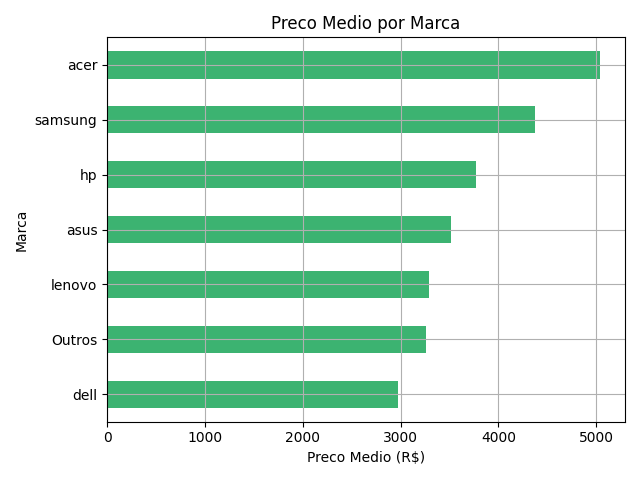 Preco Medio por Marca
acer
samsung
hp
asus
lenovo
Outros
dell
Marca
0 1000 2000 3000 4000 5000
Preco Medio (R$)